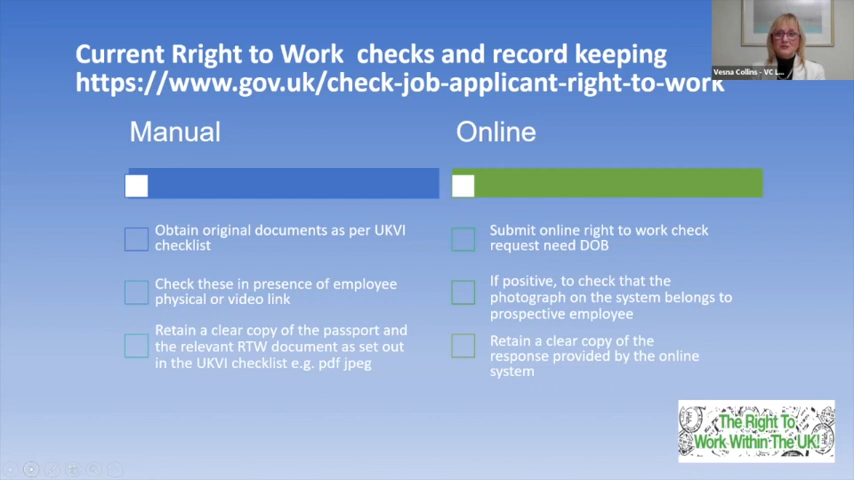 Current Rright to Work checks and record keeping
https://www.gov.uk/check-job-applicant-right-to-work
Vesna Collins - VC L...
Manual
Obtain original documents as per UKVI
checklist
Check these in presence of employee
physical or video link
Retain a clear copy of the passport and
the relevant RTW document as set out
in the UKVI checklist e.g. pdf jpeg
Online
Submit online right to work check
request need DOB
If positive, to check that the
photograph on the system belongs to
prospective employee
Retain a clear copy of the
response provided by the online
system
The Right To
Work Within The UK!